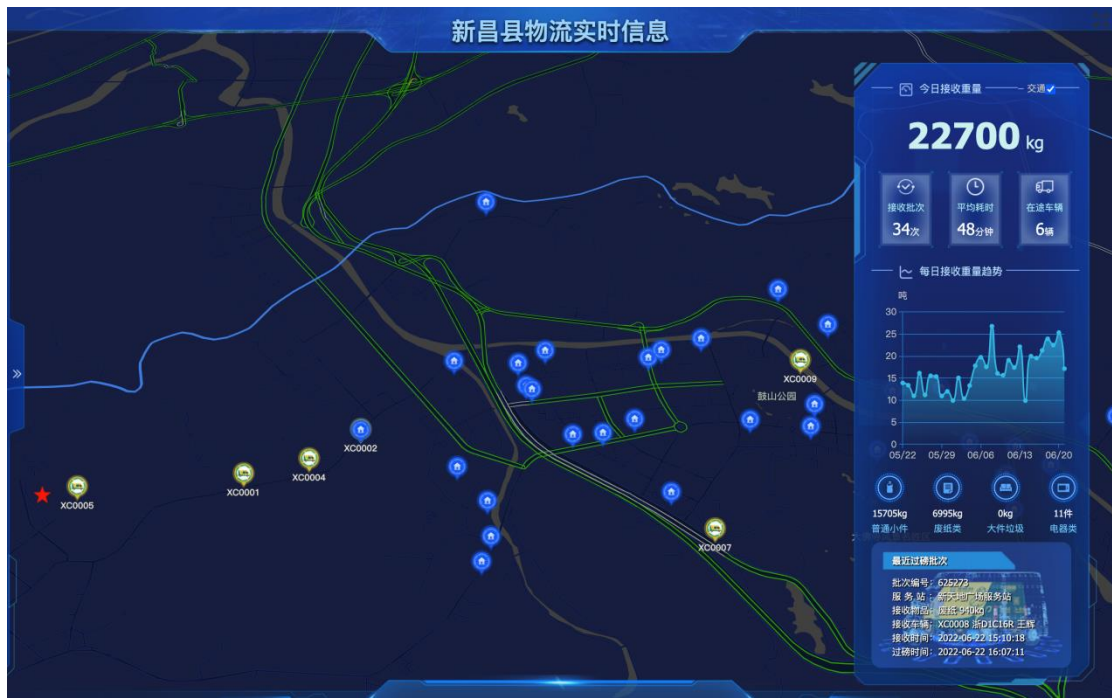 新昌县物流实时信息
今日接收重量
交通
22700 kg
接收批次
34次
平均耗时
48分钟
在途车辆
6辆
每日接收重量趋势
吨
30
25
20
15
10
5
0
05/22 05/29 06/06 06/13 06/20
15705kg
普通小件
6995kg
废纸类
0kg
大件垃圾
11件
电器类
最近过磅批次
批次编号：625273
服 务 站：新天地广场服务站
接收物品：废纸 940kg
接收车辆：XC0008 浙D1C16R 王辉
接收时间：2022-06-22 15:10:18
过磅时间：2022-06-22 16:07:11
XC0009
鼓山公园
XC0002
XC0004
XC0001
XC0005
XC0007